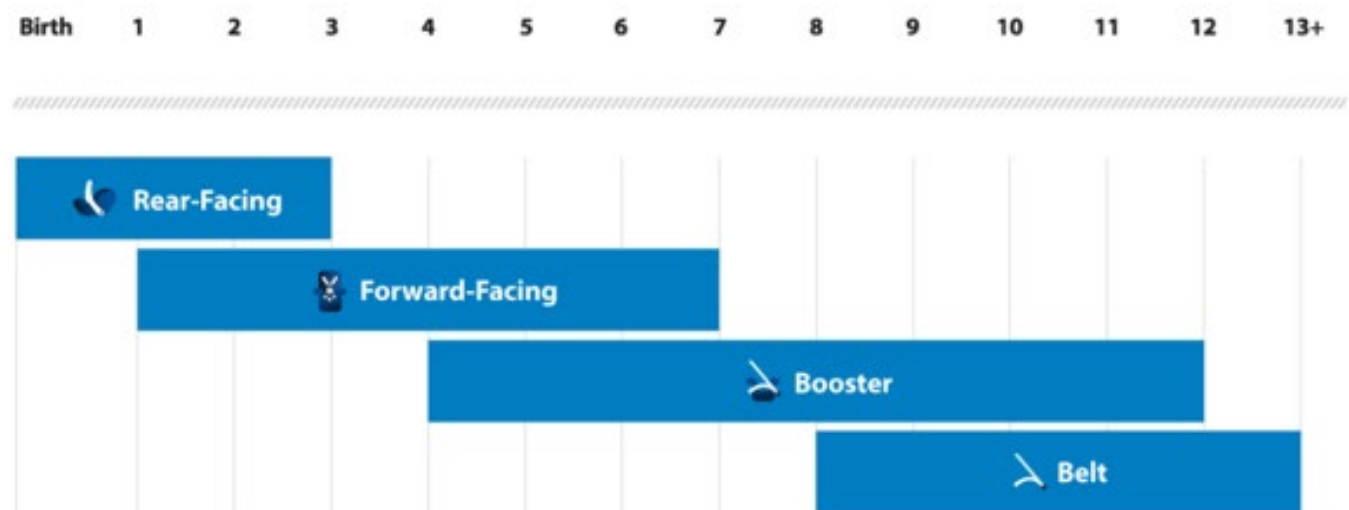 Birth 1 2 3 4 5 6 7 8 9 10 11 12 13+
Rear-Facing
Forward-Facing
Booster
Belt